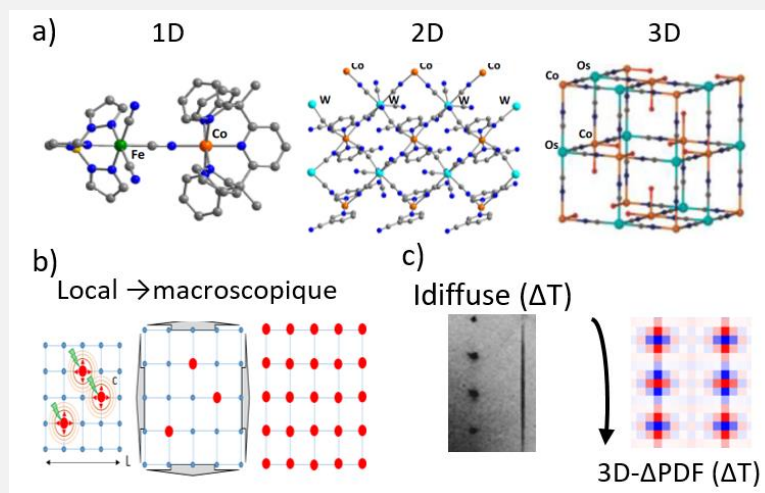 a)
1D
2D
3D
Fe
Co
Co
Co
Co
W
W
W
W
Os
Co
Co
Os
b)
Local →macroscopique
C
L
c)
Idiffuse (ΔT)
3D-ΔPDF (ΔT)